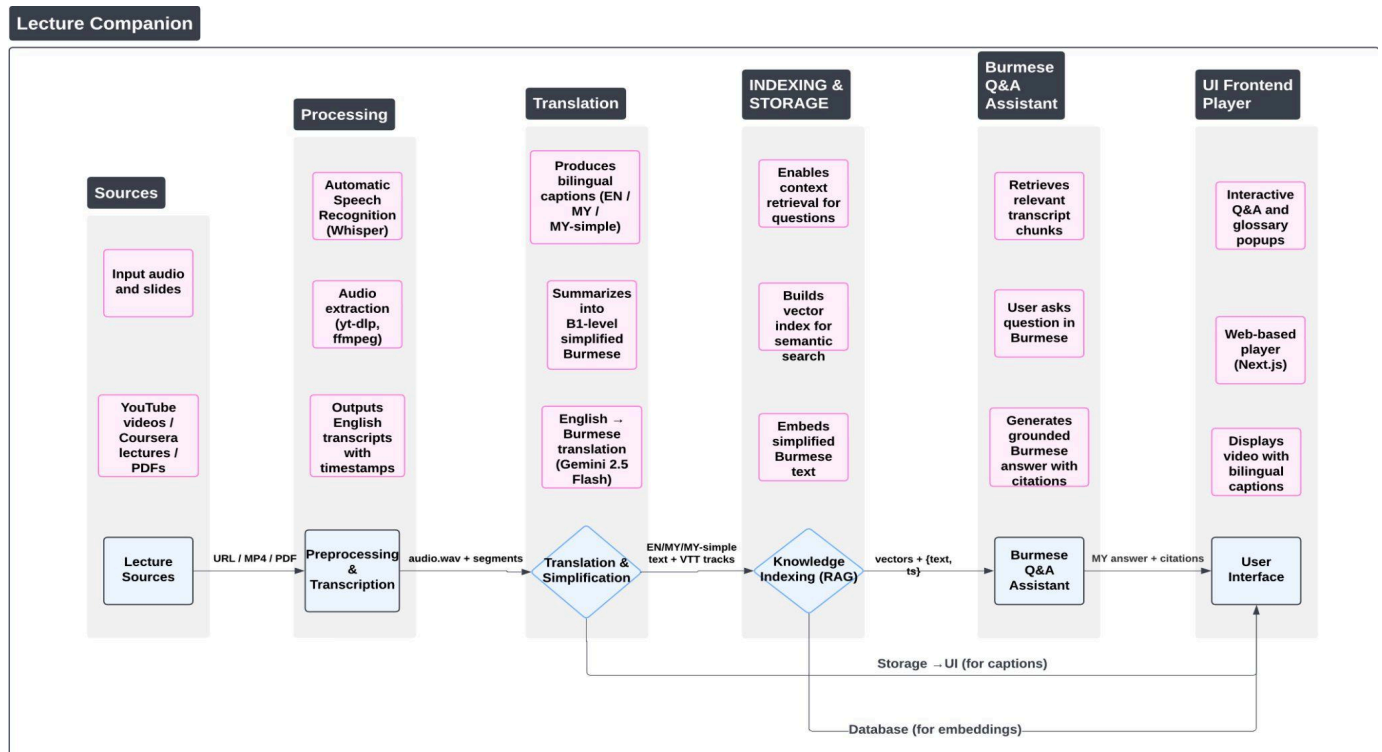 Lecture Companion
Sources
Input audio
and slides
YouTube
videos /
Coursera
lectures /
PDFs
Lecture
Sources
URL / MP4 / PDF
Processing
Automatic
Speech
Recognition
(Whisper)
Audio
extraction
(yt-dlp,
ffmpeg)
Outputs
English
transcripts
with
timestamps
Preprocessing
&
Transcription
audio.wav + segments
Translation
Produces
bilingual
captions (EN /
MY /
MY-simple)
Summarizes
into
B1-level
simplified
Burmese
English →
Burmese
translation
(Gemini 2.5
Flash)
Translation &
Simplification
EN/MY/MY-simple
text + VTT tracks
INDEXING &
STORAGE
Enables
context
retrieval for
questions
Builds
vector
index for
semantic
search
Embeds
simplified
Burmese
text
Knowledge
Indexing (RAG)
vectors + {text,
ts}
Burmese
Q&A
Assistant
Retrieves
relevant
transcript
chunks
User asks
question in
Burmese
Generates
grounded
Burmese
answer with
citations
Burmese
Q&A
Assistant
MY answer + citations
UI Frontend
Player
Interactive
Q&A and
glossary
popups
Web-based
player
(Next.js)
Displays
video with
bilingual
captions
User
Interface
Storage →UI (for captions)
Database (for embeddings)